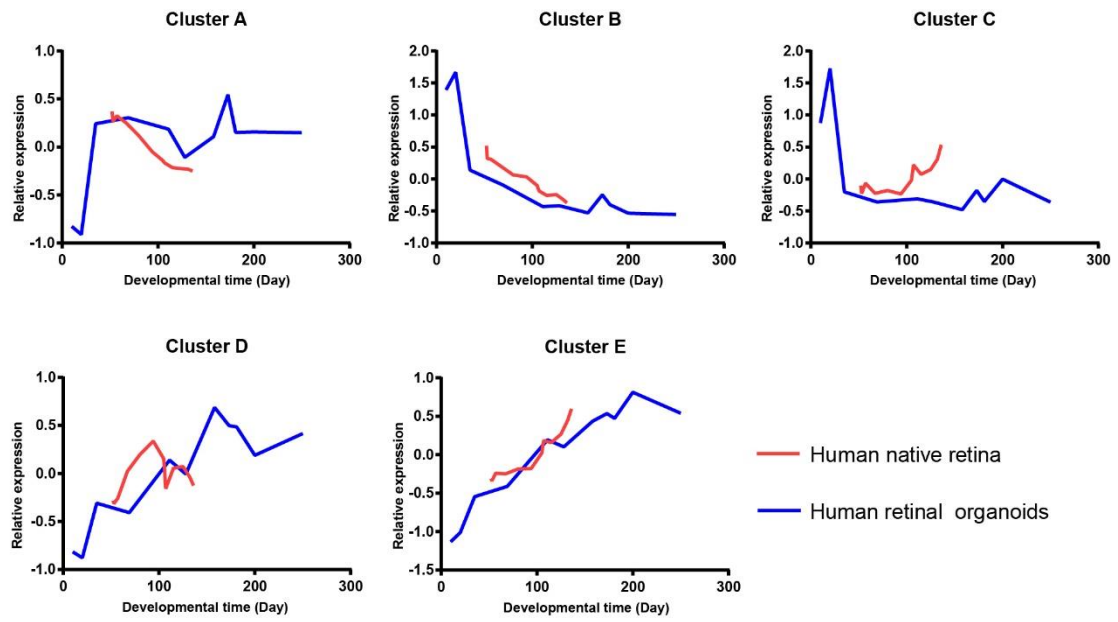 Cluster A
Relative expression
1.0
0.5
0.0
-0.5
-1.0
0
100
200
300
Developmental time (Day)
Cluster B
Relative expression
2.0
1.5
1.0
0.5
0.0
-0.5
-1.0
0
100
200
300
Developmental time (Day)
Cluster C
Relative expression
2.0
1.5
1.0
0.5
0.0
-0.5
-1.0
0
100
200
300
Developmental time (Day)
Cluster D
Relative expression
1.0
0.5
0.0
-0.5
-1.0
0
100
200
300
Developmental time (Day)
Cluster E
Relative expression
1.0
0.5
0.0
-0.5
-1.0
-1.5
0
100
200
300
Developmental time (Day)
Human native retina
Human retinal organoids